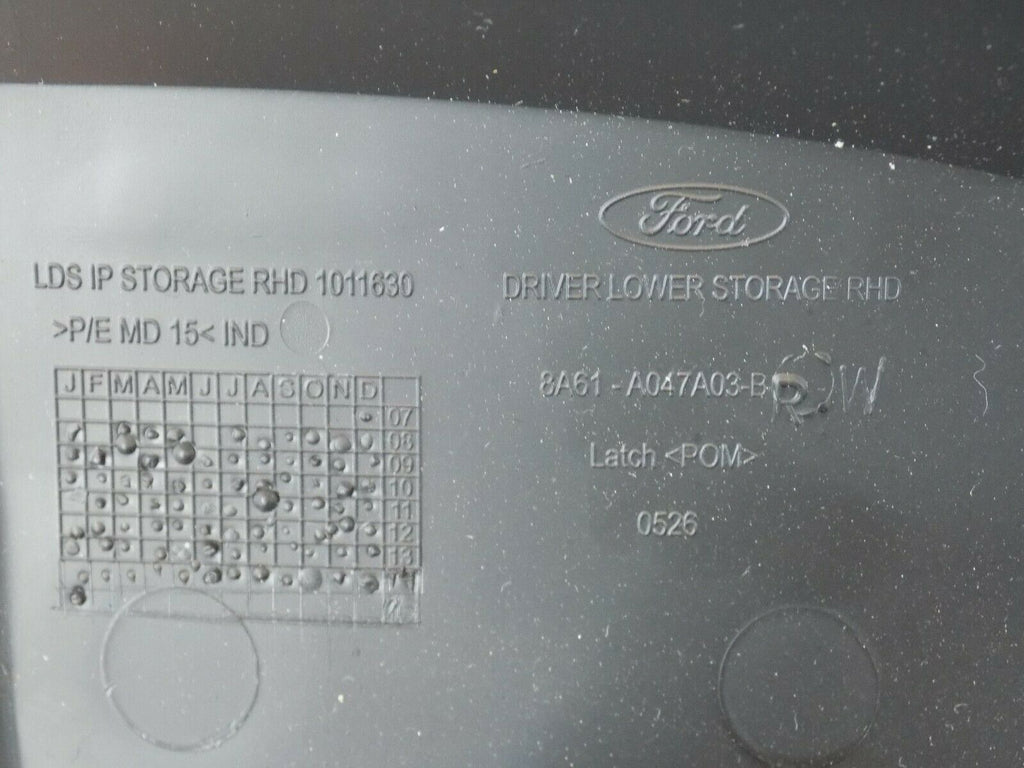 Ford
LDS IP STORAGE RHD 1011630
>P/E MD 15< IND
DRIVER LOWER STORAGE RHD
8A61 - A047A03-B W
Latch <POM>
0526
J F M A M J J A S O N D
07
08
09
10
11
12
13